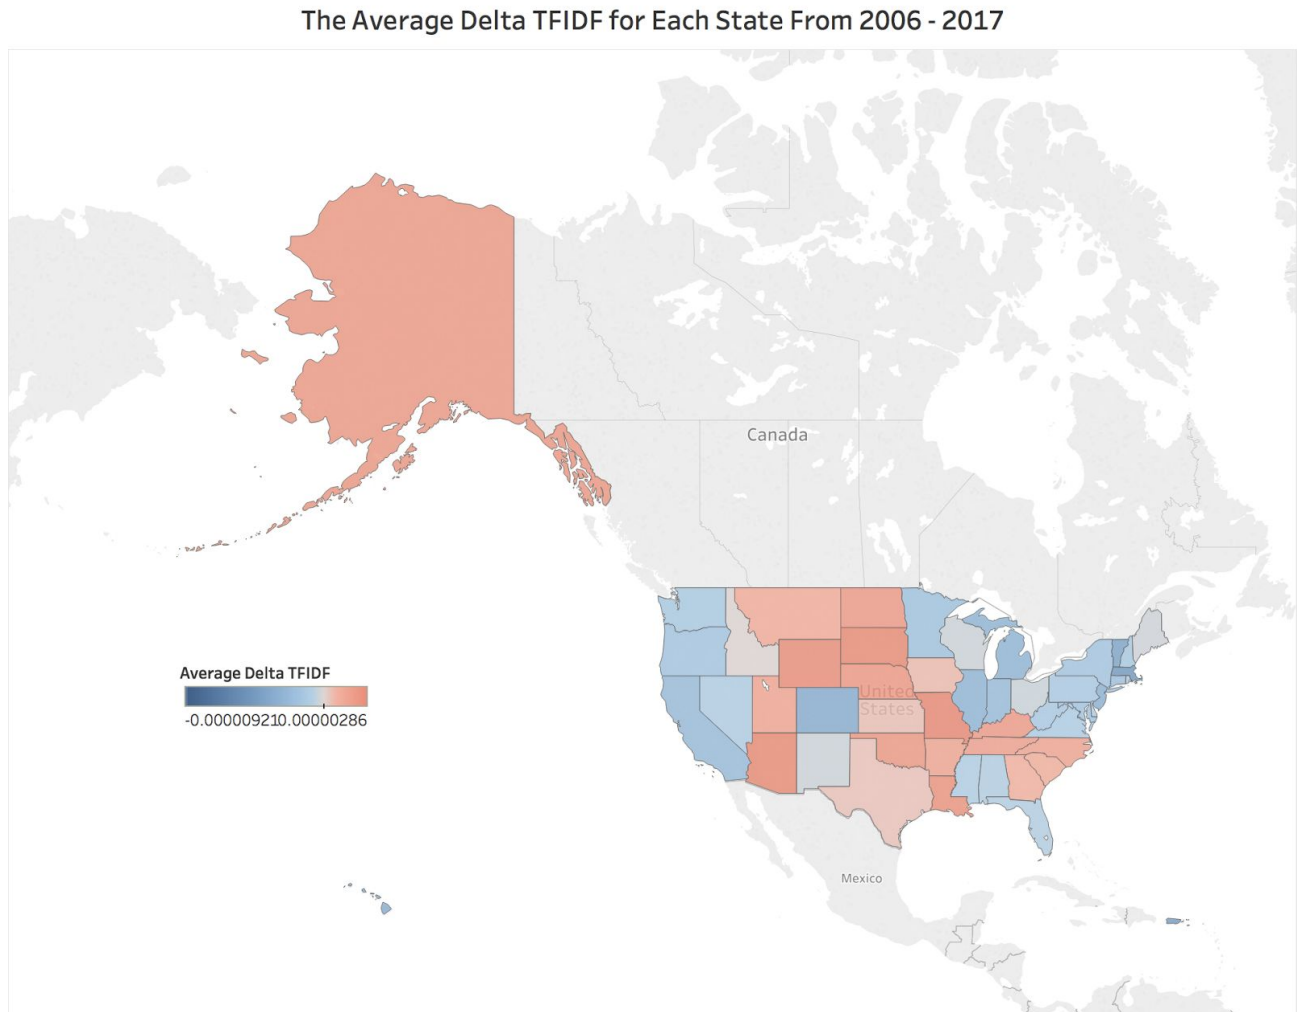 The Average Delta TFIDF for Each State From 2006 - 2017
Canada
Average Delta TFIDF
-0.000009210.00000286
United
States
Mexico